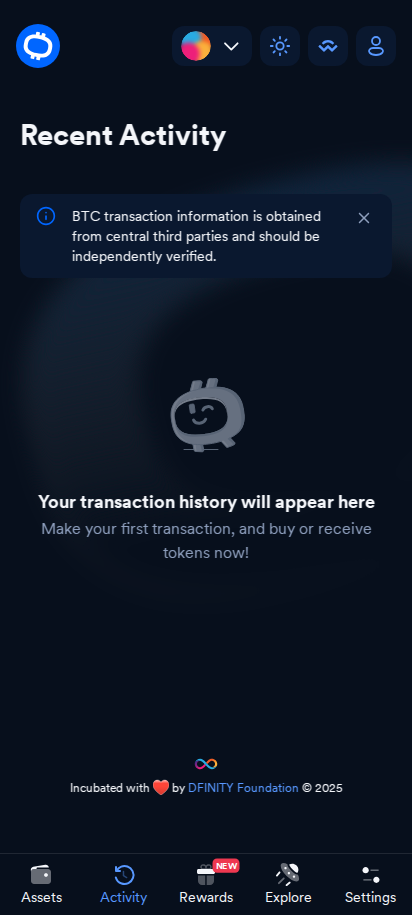 Recent Activity
BTC transaction information is obtained
from central third parties and should be
independently verified.
Your transaction history will appear here
Make your first transaction, and buy or receive
tokens now!
Incubated with ❤️ by DFINITY Foundation © 2025
NEW
Assets
Activity
Rewards
Explore
Settings